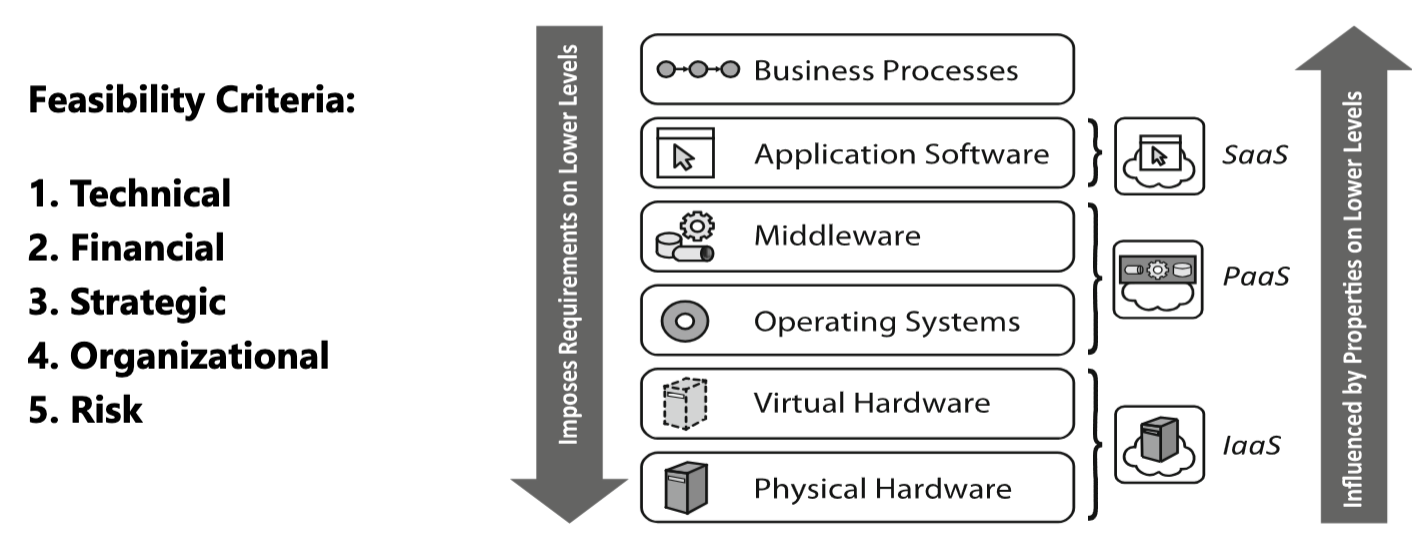 Feasibility Criteria:
1. Technical
2. Financial
3. Strategic
4. Organizational
5. Risk
Imposes Requirements on Lower Levels
Business Processes
Application Software
Middleware
Operating Systems
Virtual Hardware
Physical Hardware
SaaS
PaaS
IaaS
Influenced by Properties on Lower Levels